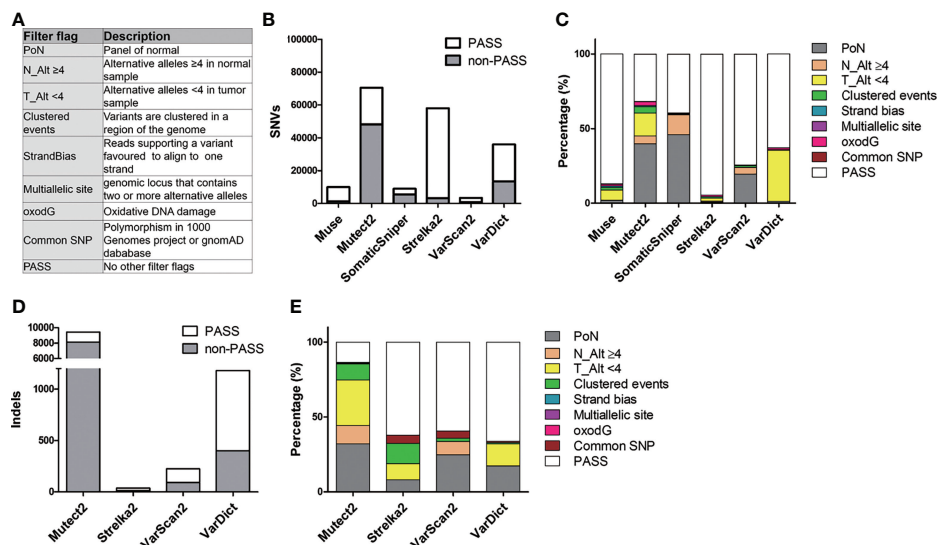 A
Filter flag Description
PoN Panel of normal
N_Alt ≥4 Alternative alleles ≥4 in normal
sample
T_Alt <4 Alternative alleles <4 in tumor
sample
Clustered
events
Variants are clustered in a
region of the genome
StrandBias
Reads supporting a variant
favoured to align to one
strand
Multiallelic site
genomic locus that contains
two or more alternative alleles
oxodG Oxidative DNA damage
Common SNP
Polymorphism in 1000
Genomes project or gnomAD
dababase
PASS No other filter flags
B
SNVs
100000
80000
60000
40000
20000
0
PASS
non-PASS
Muse
Mutect2
SomaticSniper
Strelka2
VarScan2
VarDict
C
Percentage (%)
100
50
0
Muse
Mutect2
SomaticSniper
Strelka2
VarScan2
VarDict
PoN
N_Alt ≥4
T_Alt <4
Clustered events
Strand bias
Multiallelic site
oxodG
Common SNP
PASS
D
Indels
10000
8000
6000
1000
500
0
PASS
non-PASS
Mutect2
Strelka2
VarScan2
VarDict
E
Percentage (%)
100
50
0
Mutect2
Strelka2
VarScan2
VarDict
PoN
N_Alt ≥4
T_Alt <4
Clustered events
Strand bias
Multiallelic site
oxodG
Common SNP
PASS